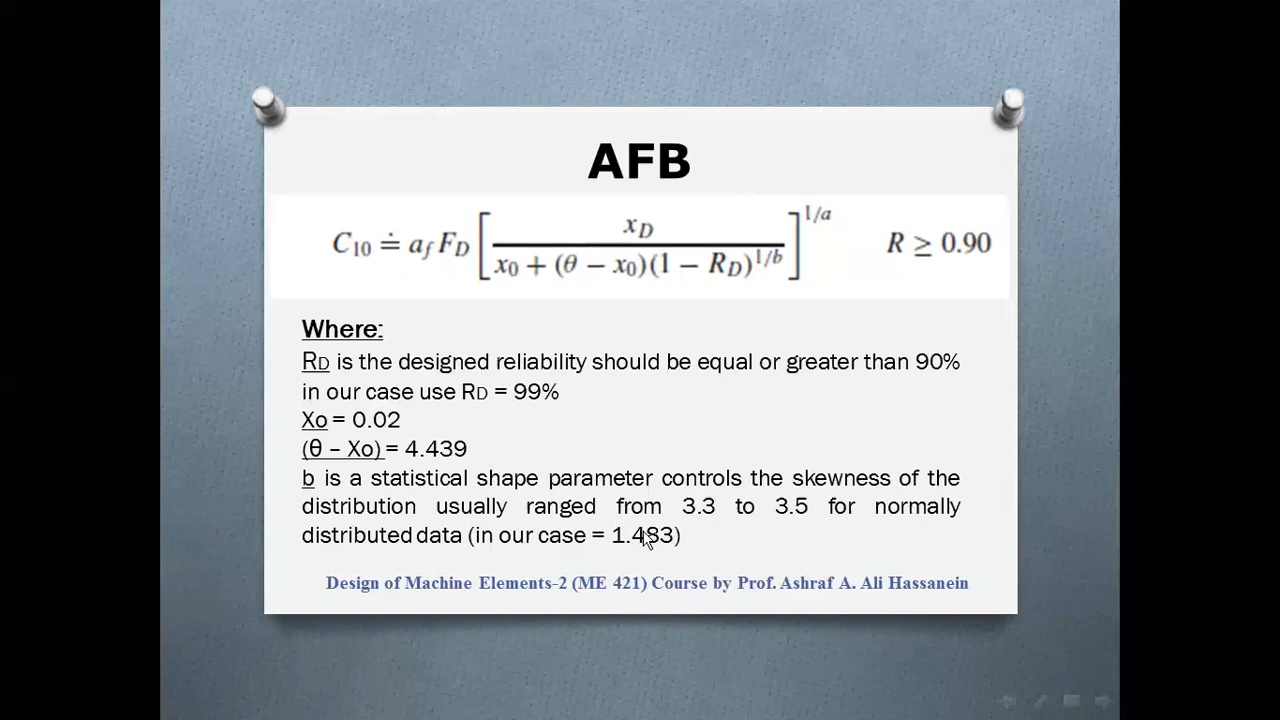 AFB
C10 ≐ af FD [ xD / x0 + (θ − x0)(1 − RD)^1/b ]^1/a R ≥ 0.90
Where:
RD is the designed reliability should be equal or greater than 90%
in our case use RD = 99%
Xo = 0.02
(θ – Xo) = 4.439
b is a statistical shape parameter controls the skewness of the
distribution usually ranged from 3.3 to 3.5 for normally
distributed data (in our case = 1.483)
Design of Machine Elements-2 (ME 421) Course by Prof. Ashraf A. Ali Hassanein